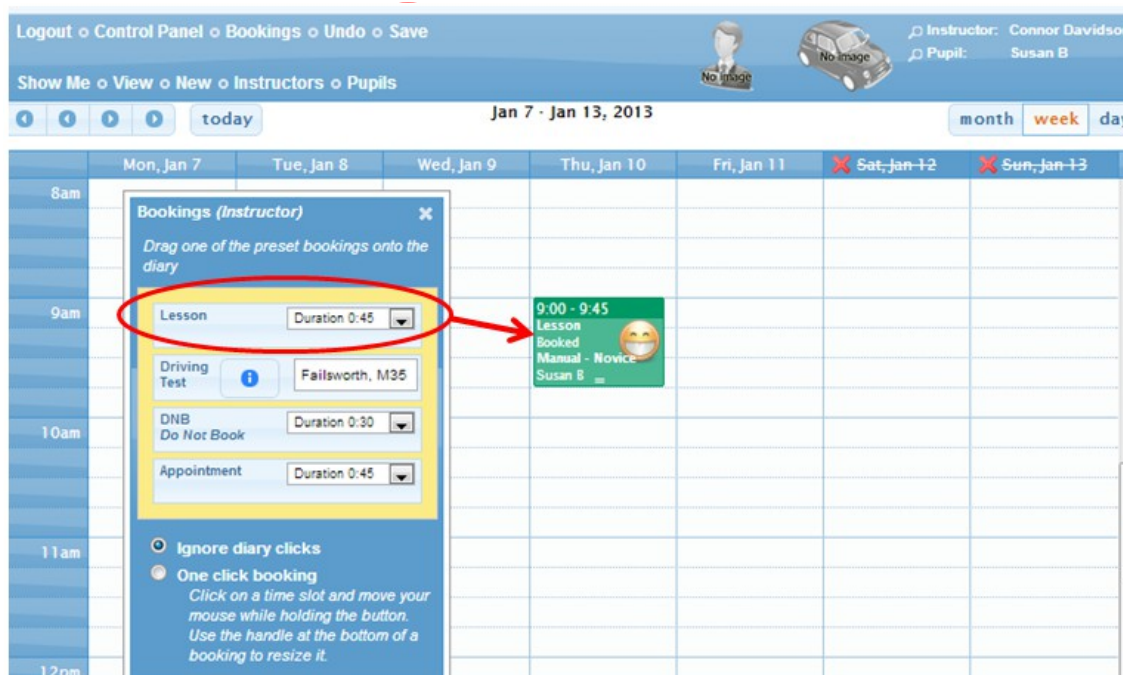 Logout o Control Panel o Bookings o Undo o Save
Instructor: Connor Davidso
Pupil: Susan B
No Image
No Image
Show Me o View o New o Instructors o Pupils
today
Jan 7 - Jan 13, 2013
month week day
Mon, Jan 7 Tue, Jan 8 Wed, Jan 9 Thu, Jan 10 Fri, Jan 11 Sat, Jan 12 Sun, Jan 13
8am
Bookings (Instructor)
Drag one of the preset bookings onto the
diary
9am
Lesson Duration 0:45
Driving
Test
Failsworth, M35
DNB
Do Not Book
Duration 0:30
Appointment Duration 0:45
9:00 - 9:45
Lesson
Booked
Manual - Novice
Susan B
10am
11am
Ignore diary clicks
One click booking
Click on a time slot and move your
mouse while holding the button.
Use the handle at the bottom of a
booking to resize it.
12pm